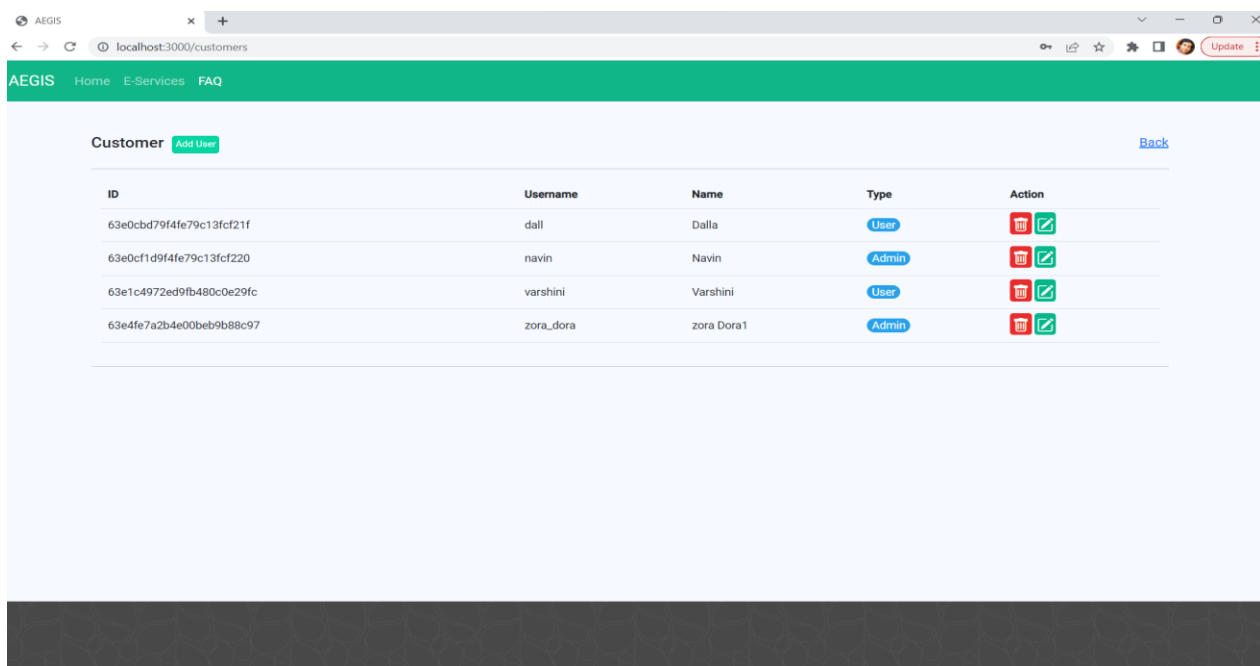 AEGIS
localhost:3000/customers
Update
AEGIS Home E-Services FAQ
Customer Add User Back
ID Username Name Type Action
63e0cbd79f4fe79c13fcf21f dall Dalla User
63e0cf1d9f4fe79c13fcf220 navin Navin Admin
63e1c4972ed9fb480c0e29fc varshini Varshini User
63e4fe7a2b4e00beb9b88c97 zora_dora zora Dora1 Admin